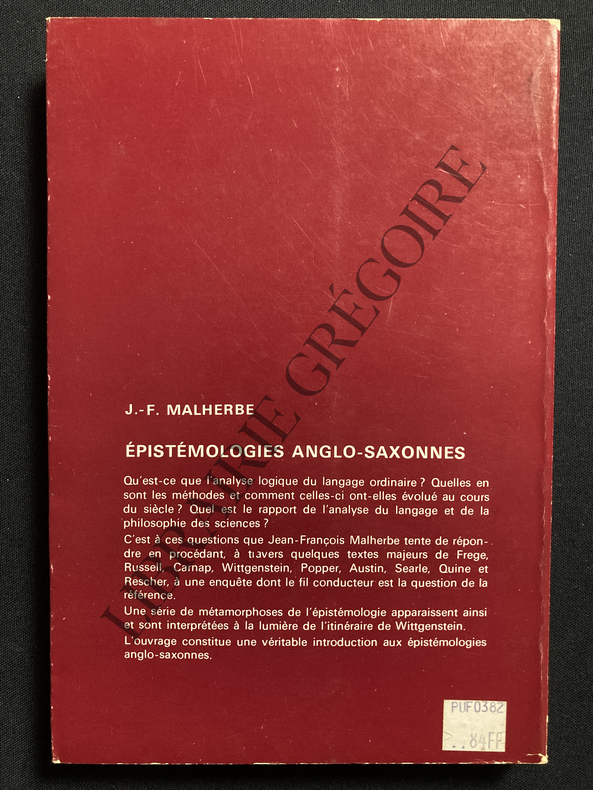 J.-F. MALHERBE
ÉPISTÉMOLOGIES ANGLO-SAXONNES
Qu'est-ce que l'analyse logique du langage ordinaire ? Quelles en
sont les méthodes et comment celles-ci ont-elles évolué au cours
du siècle ? Quel est le rapport de l'analyse du langage et de la
philosophie des sciences ?
C'est à ces questions que Jean-François Malherbe tente de répon-
dre en procédant, à travers quelques textes majeurs de Frege,
Russell, Carnap, Wittgenstein, Popper, Austin, Searle, Quine et
Rescher, à une enquête dont le fil conducteur est la question de la
référence.
Une série de métamorphoses de l'épistémologie apparaissent ainsi
et sont interprétées à la lumière de l'itinéraire de Wittgenstein.
L'ouvrage constitue une véritable introduction aux épistémologies
anglo-saxonnes.
LIBRAIRIE GRÉGOIRE
PUF0382
84FF